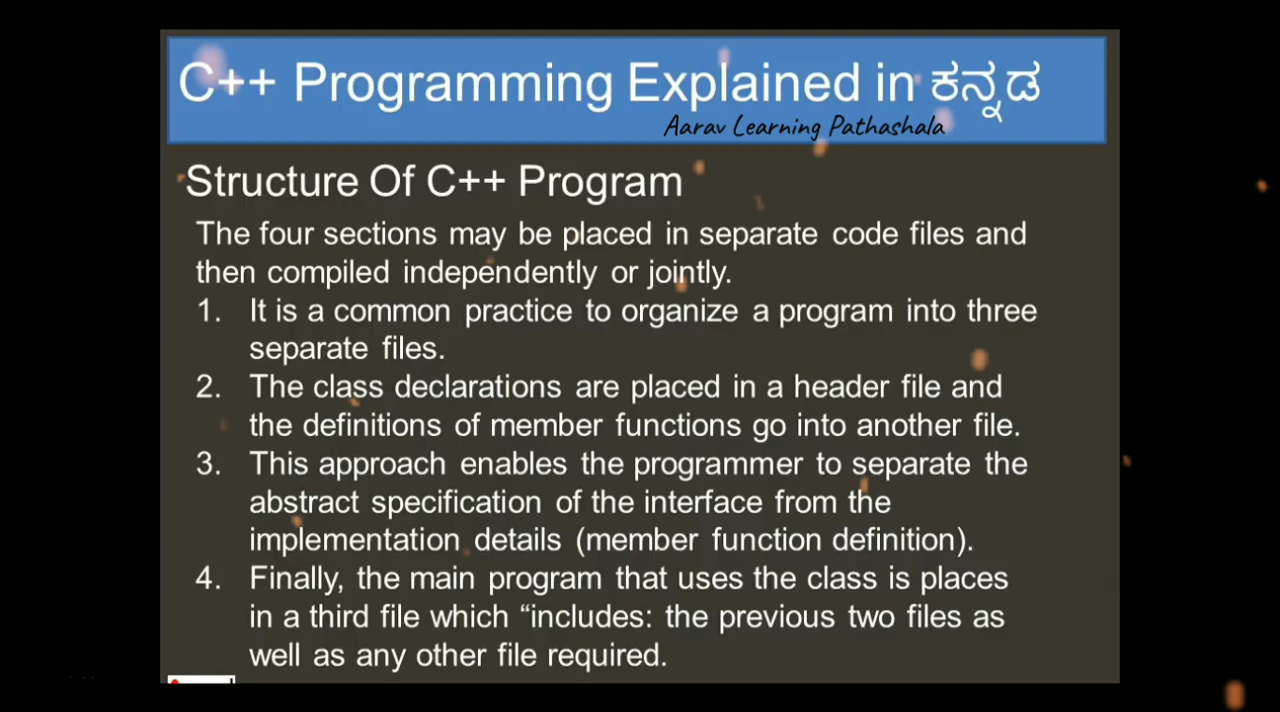 C++ Programming Explained in ಕನ್ನಡ
Aarav Learning Pathashala
Structure Of C++ Program
The four sections may be placed in separate code files and
then compiled independently or jointly.
1. It is a common practice to organize a program into three
separate files.
2. The class declarations are placed in a header file and
the definitions of member functions go into another file.
3. This approach enables the programmer to separate the
abstract specification of the interface from the
implementation details (member function definition).
4. Finally, the main program that uses the class is places
in a third file which “includes: the previous two files as
well as any other file required.